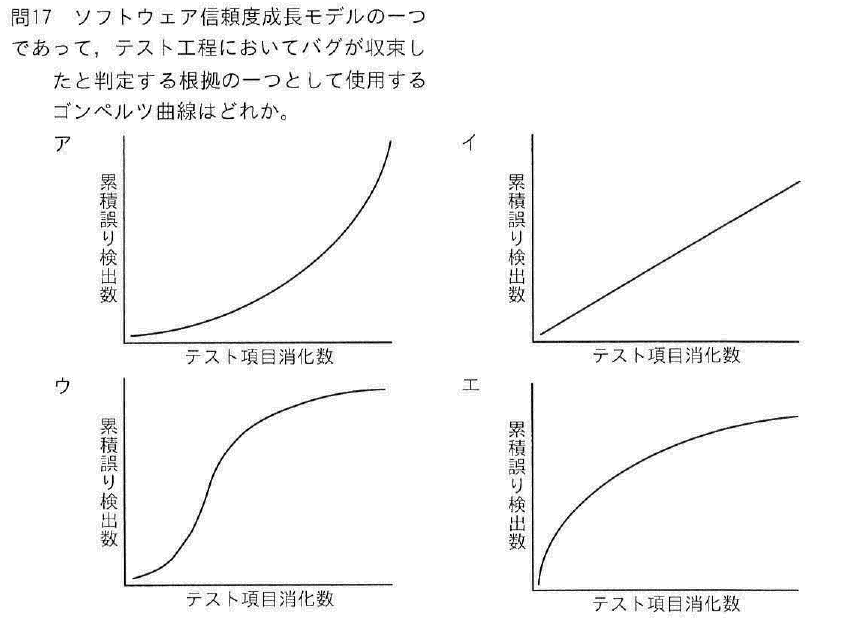 問17　ソフトウェア信頼度成長モデルの一つ
であって，テスト工程においてバグが収束し
たと判定する根拠の一つとして使用する
ゴンペルツ曲線はどれか。
ア
累積誤り検出数
テスト項目消化数
イ
累積誤り検出数
テスト項目消化数
ウ
累積誤り検出数
テスト項目消化数
エ
累積誤り検出数
テスト項目消化数